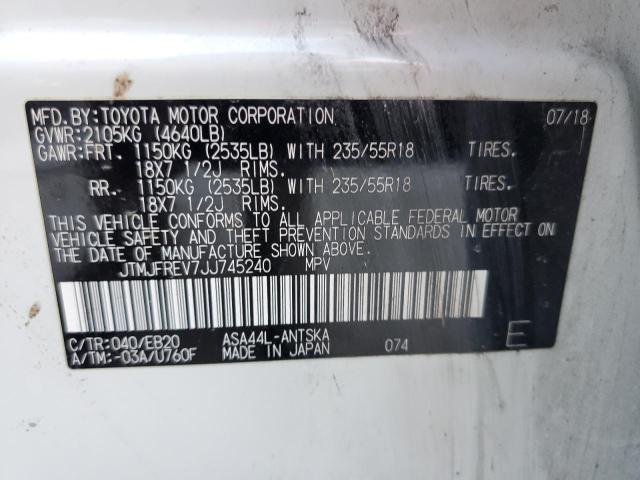 MFD.BY:TOYOTA MOTOR CORPORATION 07/18
GVWR:2105KG (4640LB)
GAWR:FRT. 1150KG (2535LB) WITH 235/55R18 TIRES.
18X7 1/2J RIMS.
RR. 1150KG (2535LB) WITH 235/55R18 TIRES.
18X7 1/2J RIMS.
THIS VEHICLE CONFORMS TO ALL APPLICABLE FEDERAL MOTOR
VEHICLE SAFETY AND THEFT PREVENTION STANDARDS IN EFFECT ON
THE DATE OF MANUFACTURE SHOWN ABOVE.
JTMJFREV7JJ745240 MPV
C/TR:040/EB20 ASA44L-ANTSKA
A/TM:-03A/U760F MADE IN JAPAN 074 E